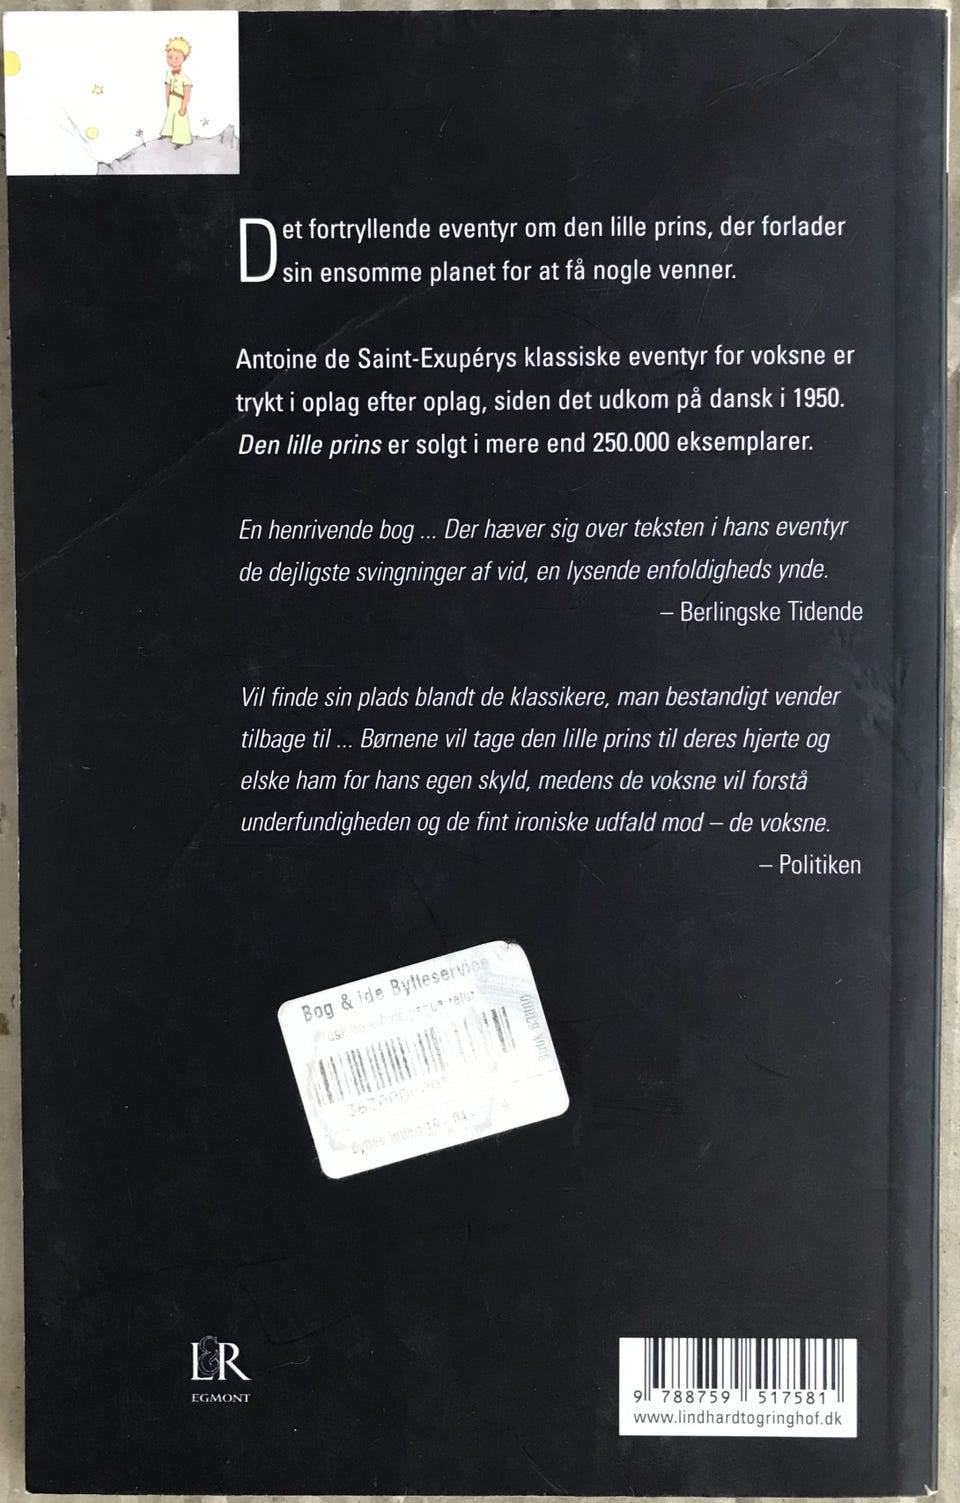 Det fortryllende eventyr om den lille prins, der forlader
sin ensomme planet for at få nogle venner.
Antoine de Saint-Exupérys klassiske eventyr for voksne er
trykt i oplag efter oplag, siden det udkom på dansk i 1950.
Den lille prins er solgt i mere end 250.000 eksemplarer.
En henrivende bog ... Der hæver sig over teksten i hans eventyr
de dejligste svingninger af vid, en lysende enfoldigheds ynde.
– Berlingske Tidende
Vil finde sin plads blandt de klassikere, man bestandigt vender
tilbage til ... Børnene vil tage den lille prins til deres hjerte og
elske ham for hans egen skyld, medens de voksne vil forstå
underfundigheden og de fint ironiske udfald mod – de voksne.
– Politiken
Bog & ide Bytteservice
Byttes inden 19 - 04 -
L&R
EGMONT
9 788759 517581
www.lindhardtogringhof.dk